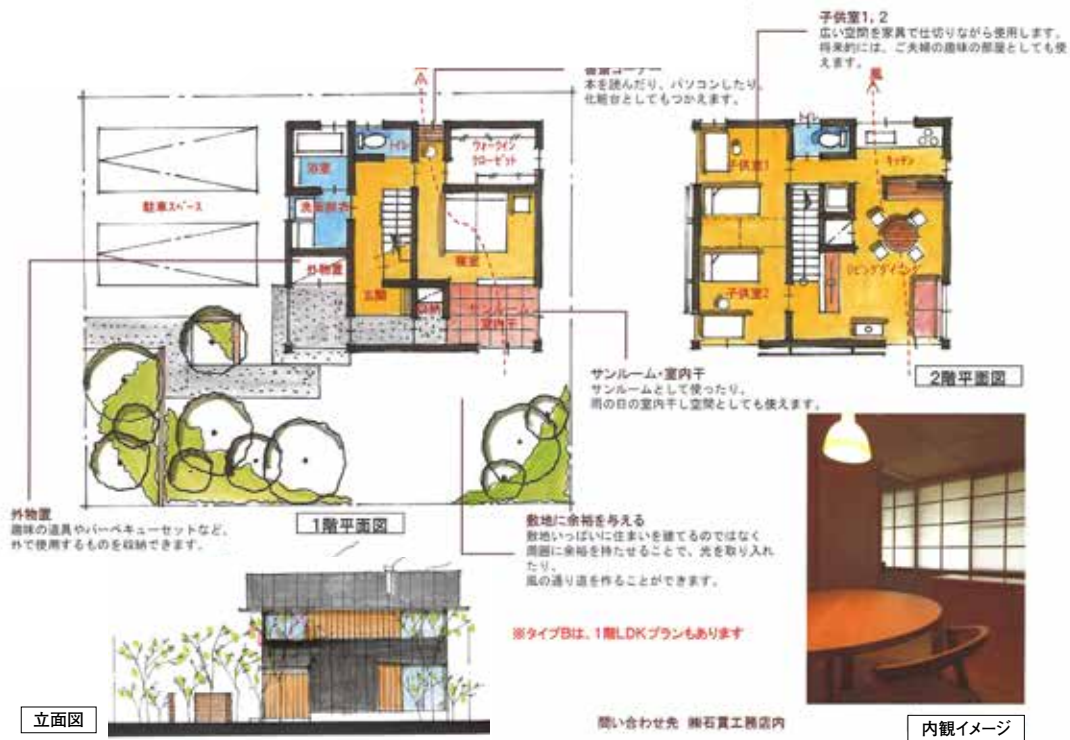 子供室1，2
広い空間を家具で仕切りながら使用します。
将来的には、ご夫婦の趣味の部屋としても使
えます。
本を読んだり、パソコンしたり、
化粧台としてもつかえます。
風
トイレ
ウォークイン
クローゼット
浴室
駐車スペース
寝室
外物置
玄関
収納
サンルーム
室内干
トイレ
子供室1
キッチン
リビングダイニング
子供室2
サンルーム・室内干
サンルームとして使ったり、
雨の日の室内干し空間としても使えます。
2階平面図
外物置
趣味の道具やバーベキューセットなど、
外で使用するものを収納できます。
1階平面図
敷地に余裕を与える
敷地いっぱいに住まいを建てるのではなく
周囲に余裕を持たせることで、光を取り入れ
たり、
風の通り道を作ることができます。
※タイプBは、1階LDKプランもあります
立面図
問い合わせ先 ㈱石貫工務店内
内観イメージ